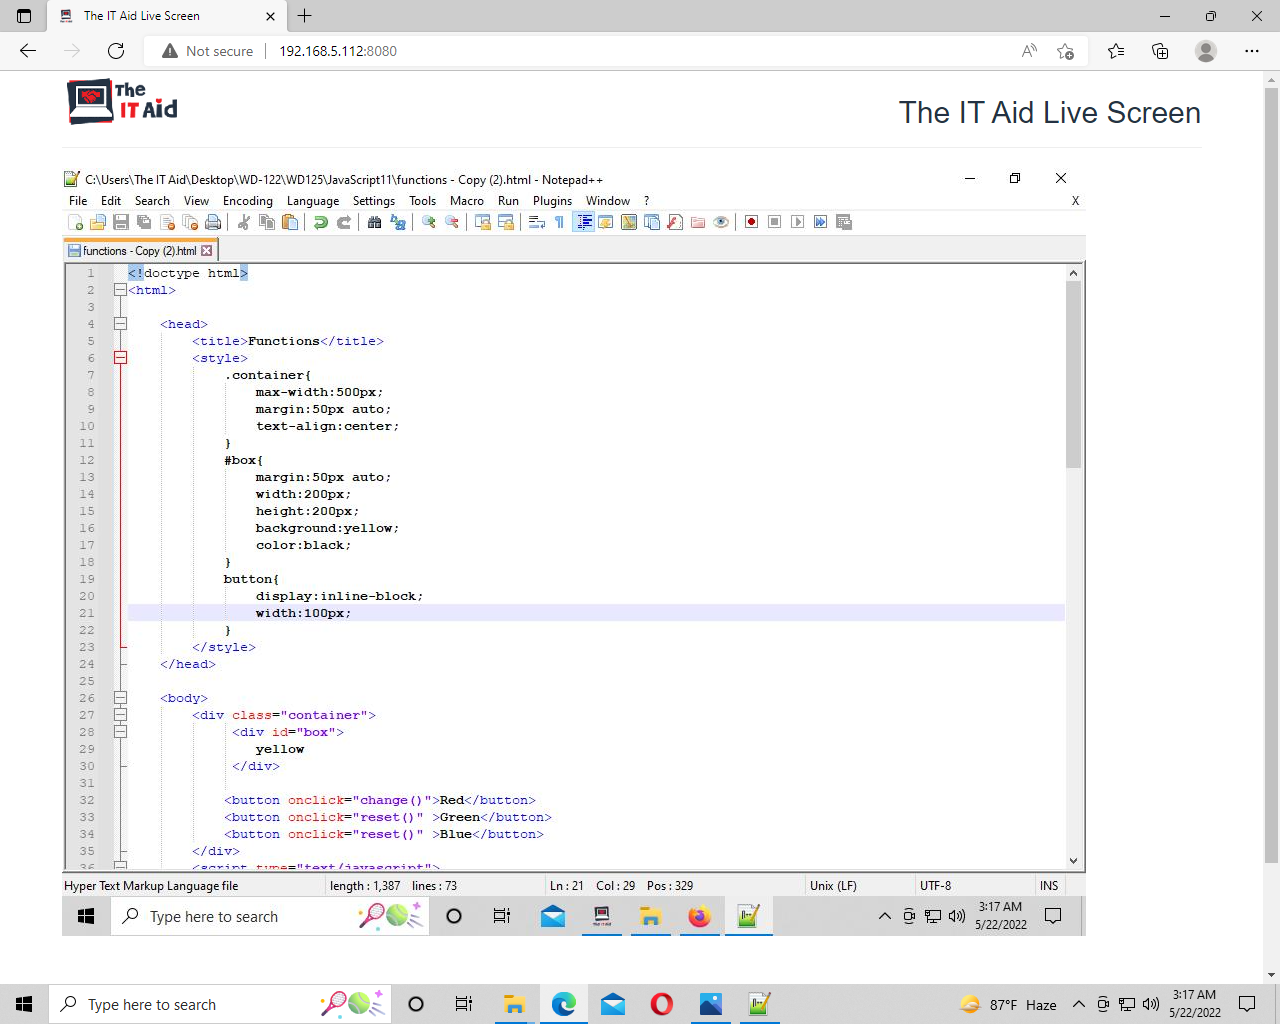 The IT Aid Live Screen
Not secure 192.168.5.112:8080
The
IT Aid
The IT Aid Live Screen
C:\Users\The IT Aid\Desktop\WD-122\WD125\JavaScript11\functions - Copy (2).html - Notepad++
File Edit Search View Encoding Language Settings Tools Macro Run Plugins Window ? X
functions - Copy (2).html
1 <!doctype html>
2 <html>
3
4 <head>
5 <title>Functions</title>
6 <style>
7 .container{
8 max-width:500px;
9 margin:50px auto;
10 text-align:center;
11 }
12 #box{
13 margin:50px auto;
14 width:200px;
15 height:200px;
16 background:yellow;
17 color:black;
18 }
19 button{
20 display:inline-block;
21 width:100px;
22 }
23 </style>
24 </head>
25
26 <body>
27 <div class="container">
28 <div id="box">
29 yellow
30 </div>
31
32 <button onclick="change()">Red</button>
33 <button onclick="reset()" >Green</button>
34 <button onclick="reset()" >Blue</button>
35 </div>
36 <script type="text/javascript">
Hyper Text Markup Language file length : 1,387 lines : 73 Ln : 21 Col : 29 Pos : 329 Unix (LF) UTF-8 INS
Type here to search 3:17 AM
5/22/2022
Type here to search 87°F Haze 3:17 AM
5/22/2022